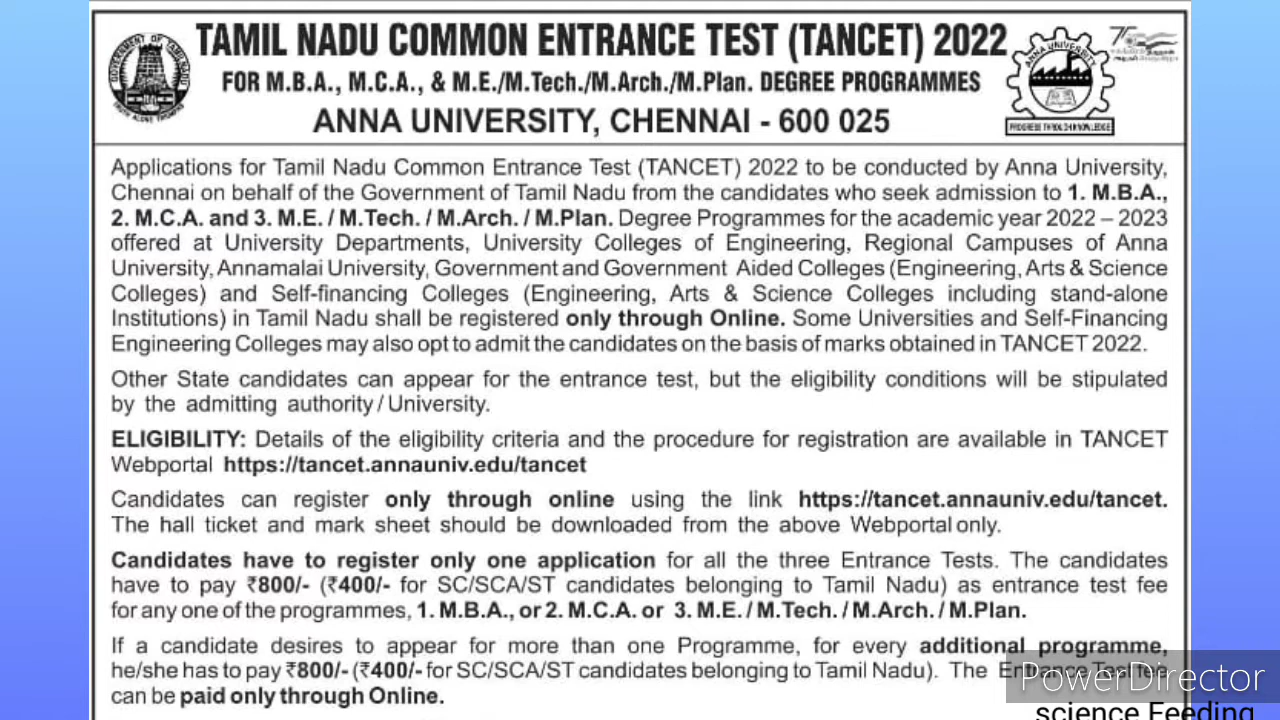 TAMIL NADU COMMON ENTRANCE TEST (TANCET) 2022
FOR M.B.A., M.C.A., & M.E./M.Tech./M.Arch./M.Plan. DEGREE PROGRAMMES
ANNA UNIVERSITY, CHENNAI - 600 025
ANNA UNIVERSITY
PROGRESS THROUGH KNOWLEDGE
Applications for Tamil Nadu Common Entrance Test (TANCET) 2022 to be conducted by Anna University,
Chennai on behalf of the Government of Tamil Nadu from the candidates who seek admission to 1. M.B.A.,
2. M.C.A. and 3. M.E. / M.Tech. / M.Arch. / M.Plan. Degree Programmes for the academic year 2022 – 2023
offered at University Departments, University Colleges of Engineering, Regional Campuses of Anna
University, Annamalai University, Government and Government Aided Colleges (Engineering, Arts & Science
Colleges) and Self-financing Colleges (Engineering, Arts & Science Colleges including stand-alone
Institutions) in Tamil Nadu shall be registered only through Online. Some Universities and Self-Financing
Engineering Colleges may also opt to admit the candidates on the basis of marks obtained in TANCET 2022.
Other State candidates can appear for the entrance test, but the eligibility conditions will be stipulated
by the admitting authority / University.
ELIGIBILITY: Details of the eligibility criteria and the procedure for registration are available in TANCET
Webportal https://tancet.annauniv.edu/tancet
Candidates can register only through online using the link https://tancet.annauniv.edu/tancet.
The hall ticket and mark sheet should be downloaded from the above Webportal only.
Candidates have to register only one application for all the three Entrance Tests. The candidates
have to pay ₹800/- (₹400/- for SC/SCA/ST candidates belonging to Tamil Nadu) as entrance test fee
for any one of the programmes, 1. M.B.A., or 2. M.C.A. or 3. M.E. / M.Tech. / M.Arch. / M.Plan.
If a candidate desires to appear for more than one Programme, for every additional programme,
he/she has to pay ₹800/- (₹400/- for SC/SCA/ST candidates belonging to Tamil Nadu). The Entrance Test fee
can be paid only through Online.
PowerDirector
science Feeding